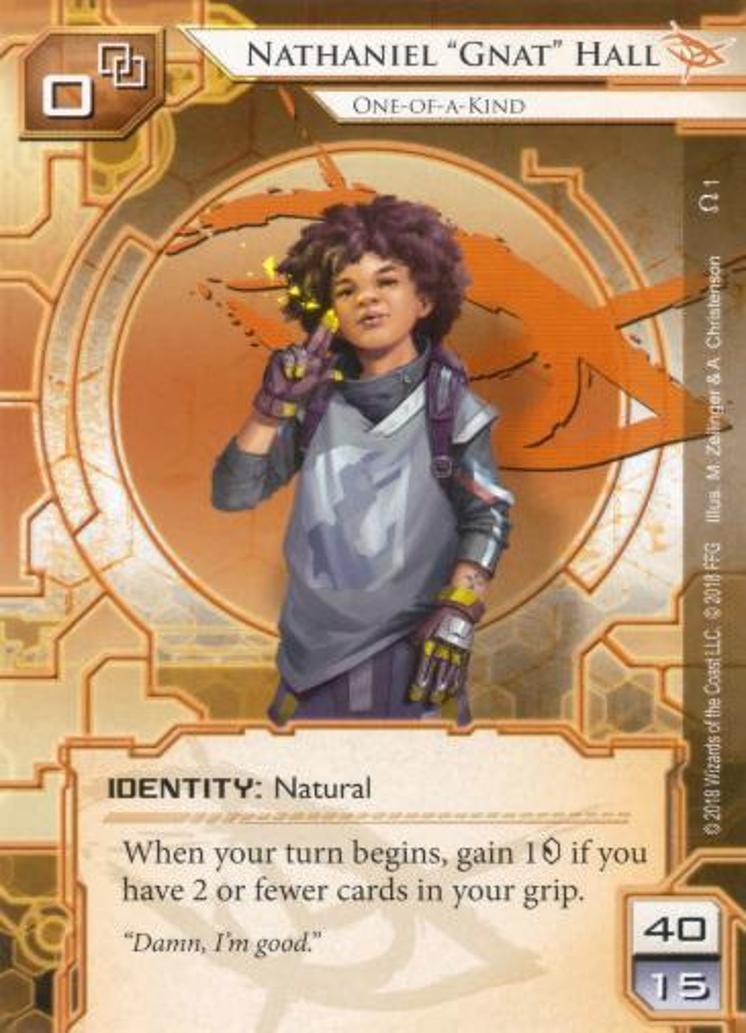 0
NATHANIEL “GNAT” HALL
ONE-OF-A-KIND
IDENTITY: Natural
When your turn begins, gain 1 if you
have 2 or fewer cards in your grip.
“Damn, I’m good.”
40
15
© 2018 Wizards of the Coast LLC. © 2018 FFG Illus. M. Zeilinger & A. Christenson Ω 1